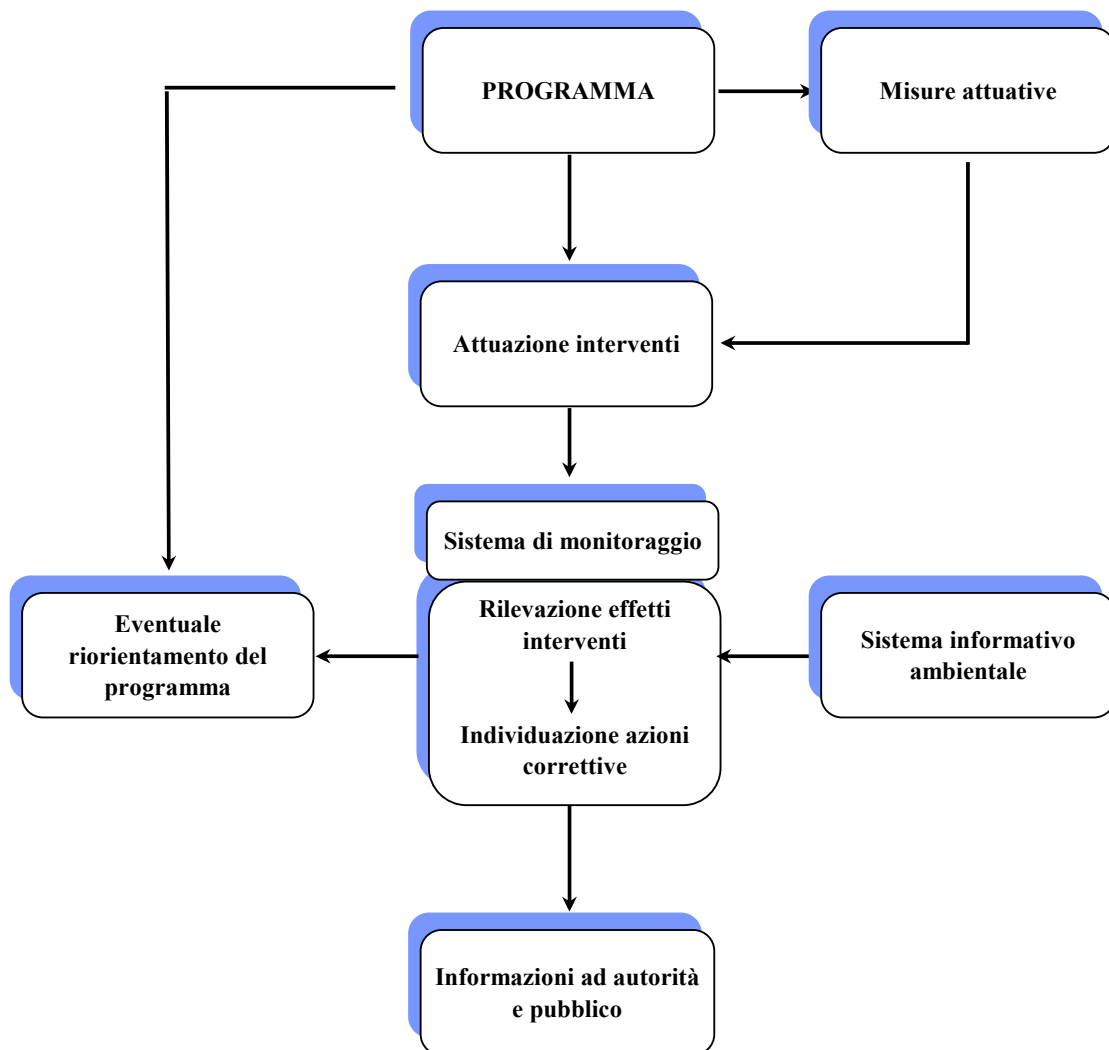 PROGRAMMA
Misure attuative
Attuazione interventi
Sistema di monitoraggio
Rilevazione effetti
interventi
Individuazione azioni
correttive
Eventuale
riorientamento del
programma
Sistema informativo
ambientale
Informazioni ad autorità
e pubblico